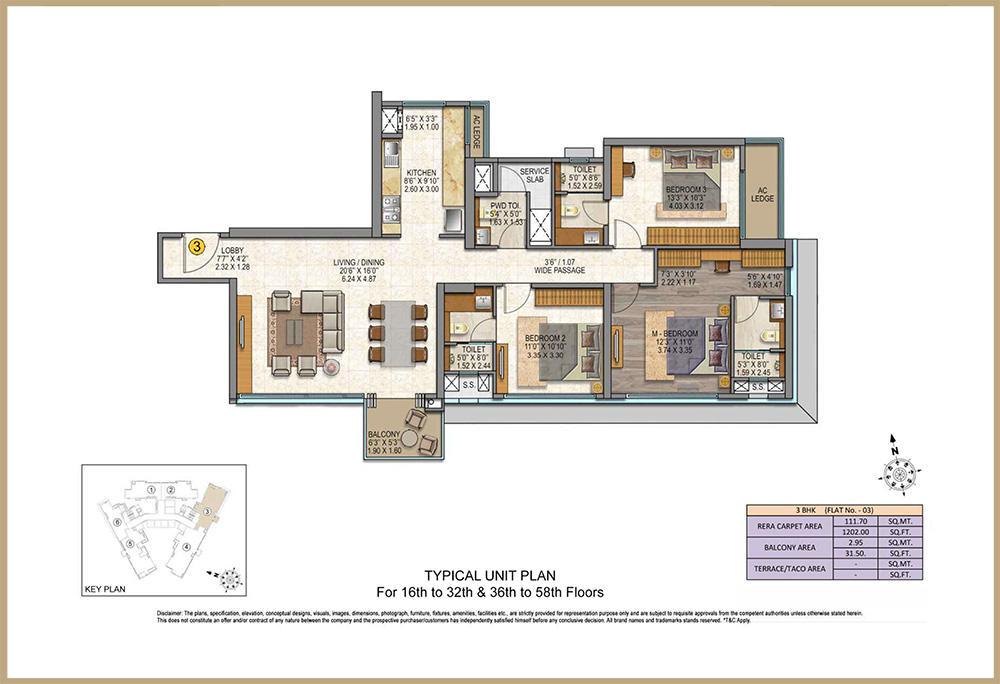 6'5" X 3'3"
1.95 X 1.00
AC LEDGE
KITCHEN
8'6" X 9'10"
2.60 X 3.00
SERVICE
SLAB
TOILET
5'0" X 8'6"
1.52 X 2.59
PWD TOI.
5'4" X 5'0"
1.63 X 1.53
BEDROOM 3
13'3" X 10'3"
4.03 X 3.12
AC
LEDGE
3
LOBBY
7'7" X 4'2"
2.32 X 1.28
LIVING / DINING
20'6" X 16'0"
6.24 X 4.87
3'6" / 1.07
WIDE PASSAGE
7'3" X 3'10"
2.22 X 1.17
5'6" X 4'10"
1.69 X 1.47
TOILET
5'0" X 8'0"
1.52 X 2.44
S.S.
BEDROOM 2
11'0" X 10'10"
3.35 X 3.30
M - BEDROOM
12'3" X 11'0"
3.74 X 3.35
TOILET
5'3" X 8'0"
1.59 X 2.45
S.S.
BALCONY
6'3" X 5'3"
1.90 X 1.60
N
1
2
3
4
5
6
KEY PLAN
3 BHK (FLAT No. - 03)
RERA CARPET AREA 111.70 SQ.MT.
1202.00 SQ.FT.
BALCONY AREA 2.95 SQ.MT.
31.50. SQ.FT.
TERRACE/TACO AREA - SQ.MT.
- SQ.FT.
TYPICAL UNIT PLAN
For 16th to 32th & 36th to 58th Floors
Disclaimer: The plans, specification, elevation, conceptual designs, visuals, images, dimensions, photograph, furniture, fixtures, amenities, facilities etc., are strictly provided for representation purpose only and are subject to requisite approvals from the competent authorities unless otherwise stated herein.
This does not constitute an offer and/or contract of any nature between the company and the prospective purchaser/customers has independently satisfied himself before any conclusive decision. All brand names and trademarks stands reserved. *T&C Apply.